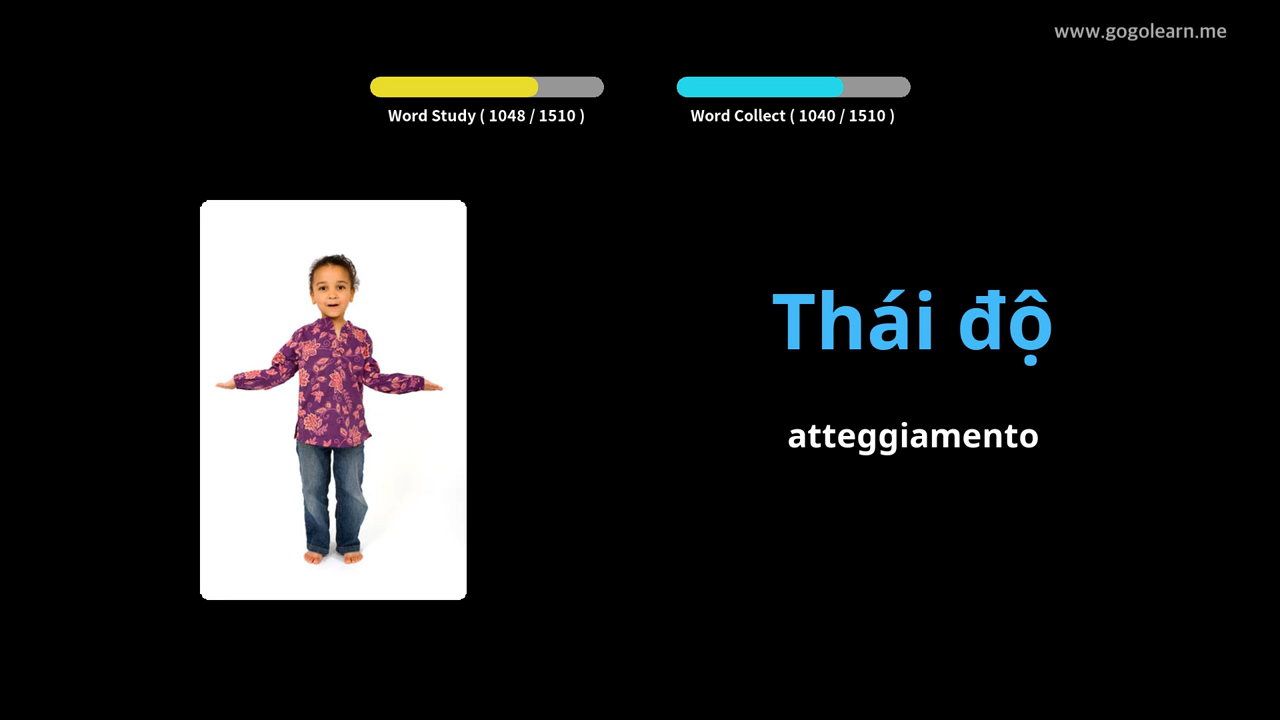 www.gogolearn.me
Word Study ( 1048 / 1510 )
Word Collect ( 1040 / 1510 )
Thái độ
atteggiamento